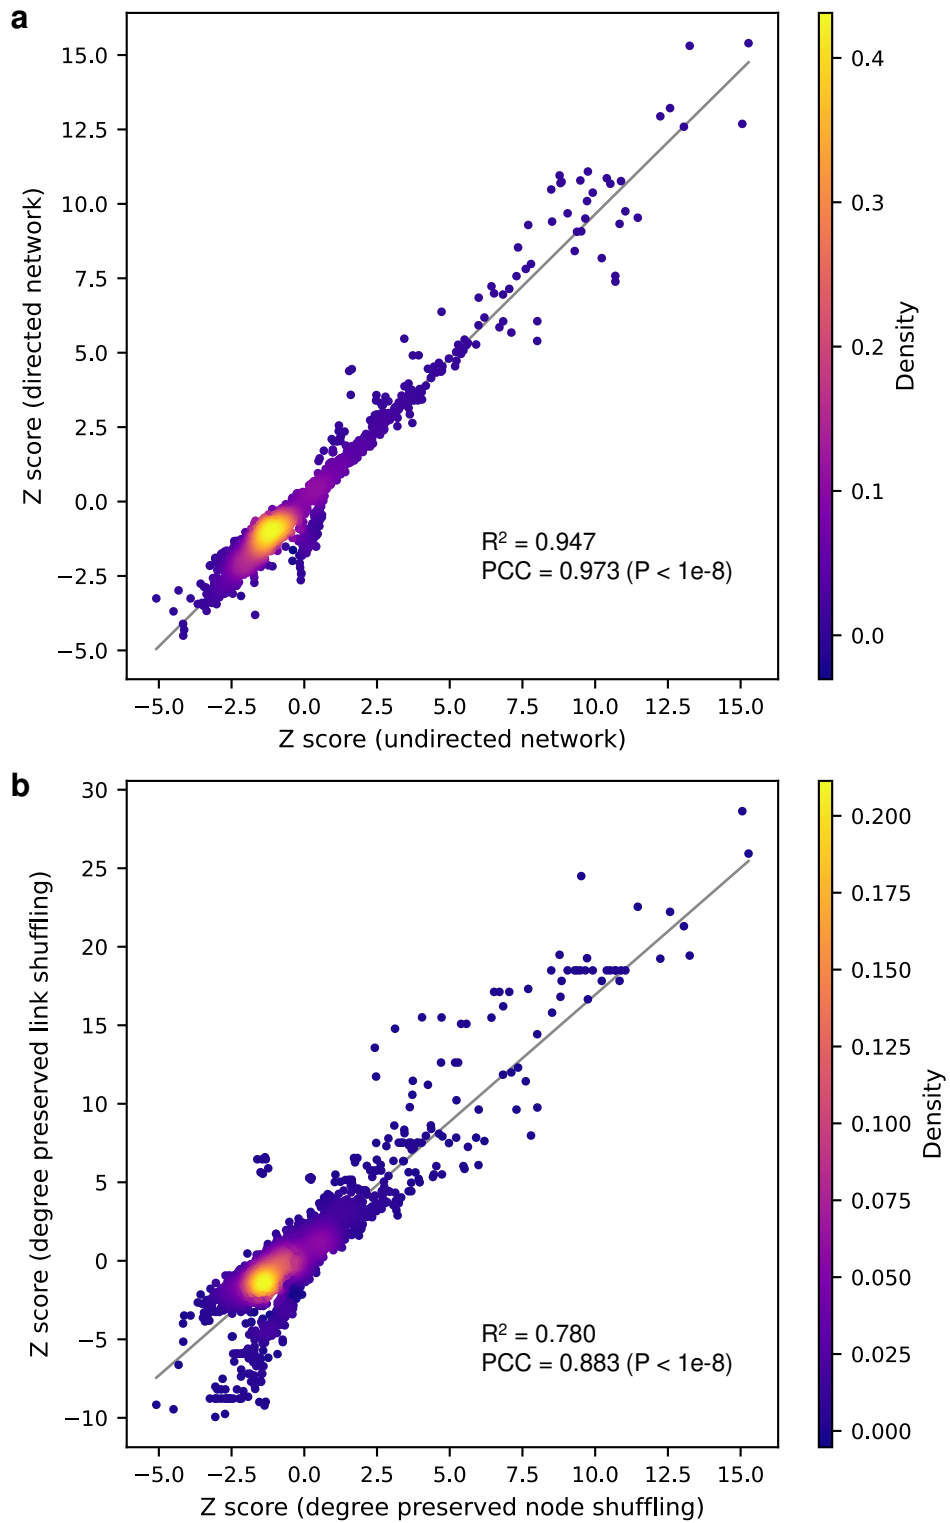 a
15.0
12.5
10.0
7.5
5.0
2.5
0.0
−2.5
−5.0
Z score (directed network)
−5.0 −2.5 0.0 2.5 5.0 7.5 10.0 12.5 15.0
Z score (undirected network)
R² = 0.947
PCC = 0.973 (P < 1e-8)
0.4
0.3
0.2
0.1
0.0
Density
b
30
25
20
15
10
5
0
−5
−10
Z score (degree preserved link shuffling)
−5.0 −2.5 0.0 2.5 5.0 7.5 10.0 12.5 15.0
Z score (degree preserved node shuffling)
R² = 0.780
PCC = 0.883 (P < 1e-8)
0.200
0.175
0.150
0.125
0.100
0.075
0.050
0.025
0.000
Density